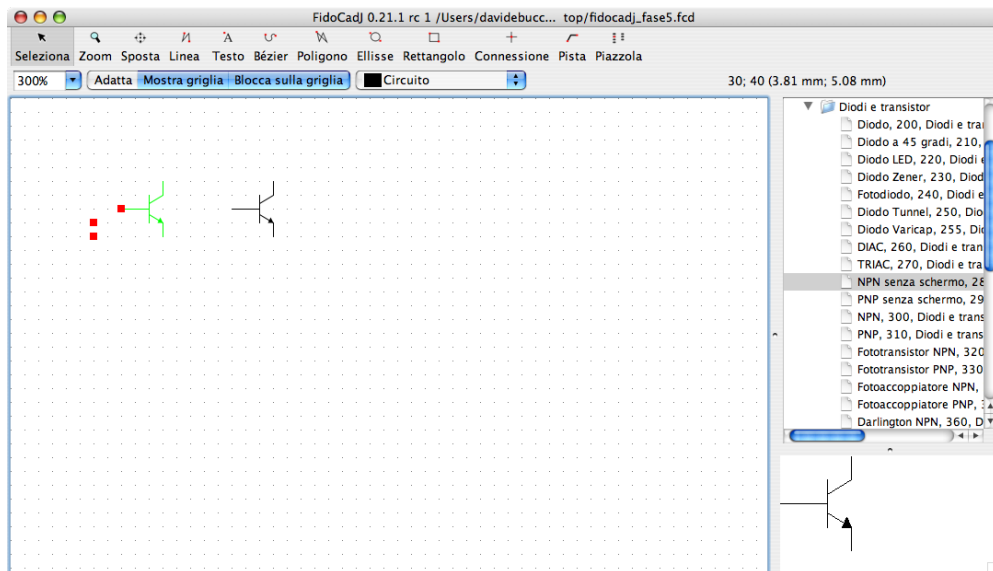 FidoCadJ 0.21.1 rc 1 /Users/davidebucc... top/fidocadj_fase5.fcd
Seleziona Zoom Sposta Linea Testo Bézier Poligono Ellisse Rettangolo Connessione Pista Piazzola
300% Adatta Mostra griglia Blocca sulla griglia Circuito 30; 40 (3.81 mm; 5.08 mm)
Diodi e transistor
Diodo, 200, Diodi e tra
Diodo a 45 gradi, 210,
Diodo LED, 220, Diodi e
Diodo Zener, 230, Diod
Fotodiodo, 240, Diodi e
Diodo Tunnel, 250, Dio
Diodo Varicap, 255, Dio
DIAC, 260, Diodi e tran
TRIAC, 270, Diodi e tra
NPN senza schermo, 28
PNP senza schermo, 29
NPN, 300, Diodi e trans
PNP, 310, Diodi e trans
Fototransistor NPN, 320
Fototransistor PNP, 330
Fotoaccoppiatore NPN,
Fotoaccoppiatore PNP, 3
Darlington NPN, 360, D